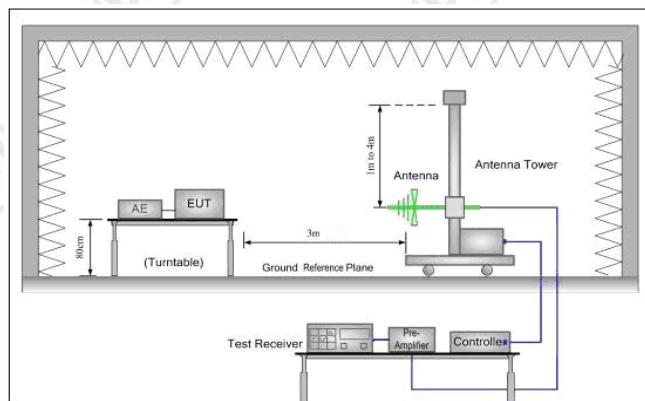 1m to 4m
Antenna
Antenna Tower
AE
EUT
3m
80cm
(Turntable)
Ground Reference Plane
Test Receiver
Pre-
Amplifier
Controller